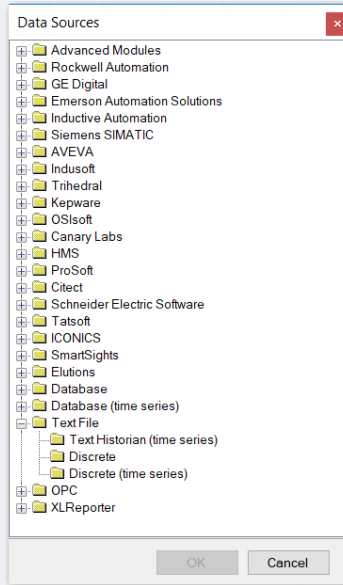 Data Sources
Advanced Modules
Rockwell Automation
GE Digital
Emerson Automation Solutions
Inductive Automation
Siemens SIMATIC
AVEVA
Indusoft
Trihedral
Kepware
OSIsoft
Canary Labs
HMS
ProSoft
Citect
Schneider Electric Software
Tatsoft
ICONICS
SmartSights
Elutions
Database
Database (time series)
Text File
Text Historian (time series)
Discrete
Discrete (time series)
OPC
XLReporter
OK Cancel